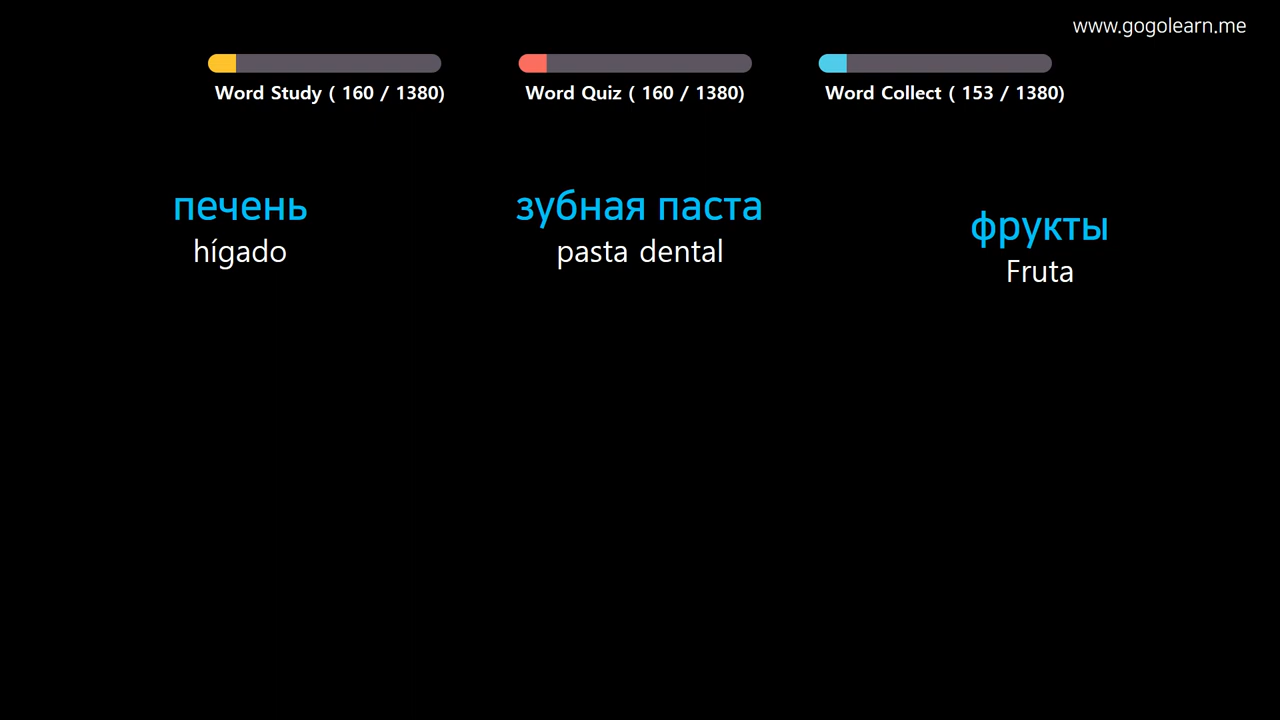 www.gogolearn.me
Word Study ( 160 / 1380)
Word Quiz ( 160 / 1380)
Word Collect ( 153 / 1380)
печень
hígado
зубная паста
pasta dental
фрукты
Fruta